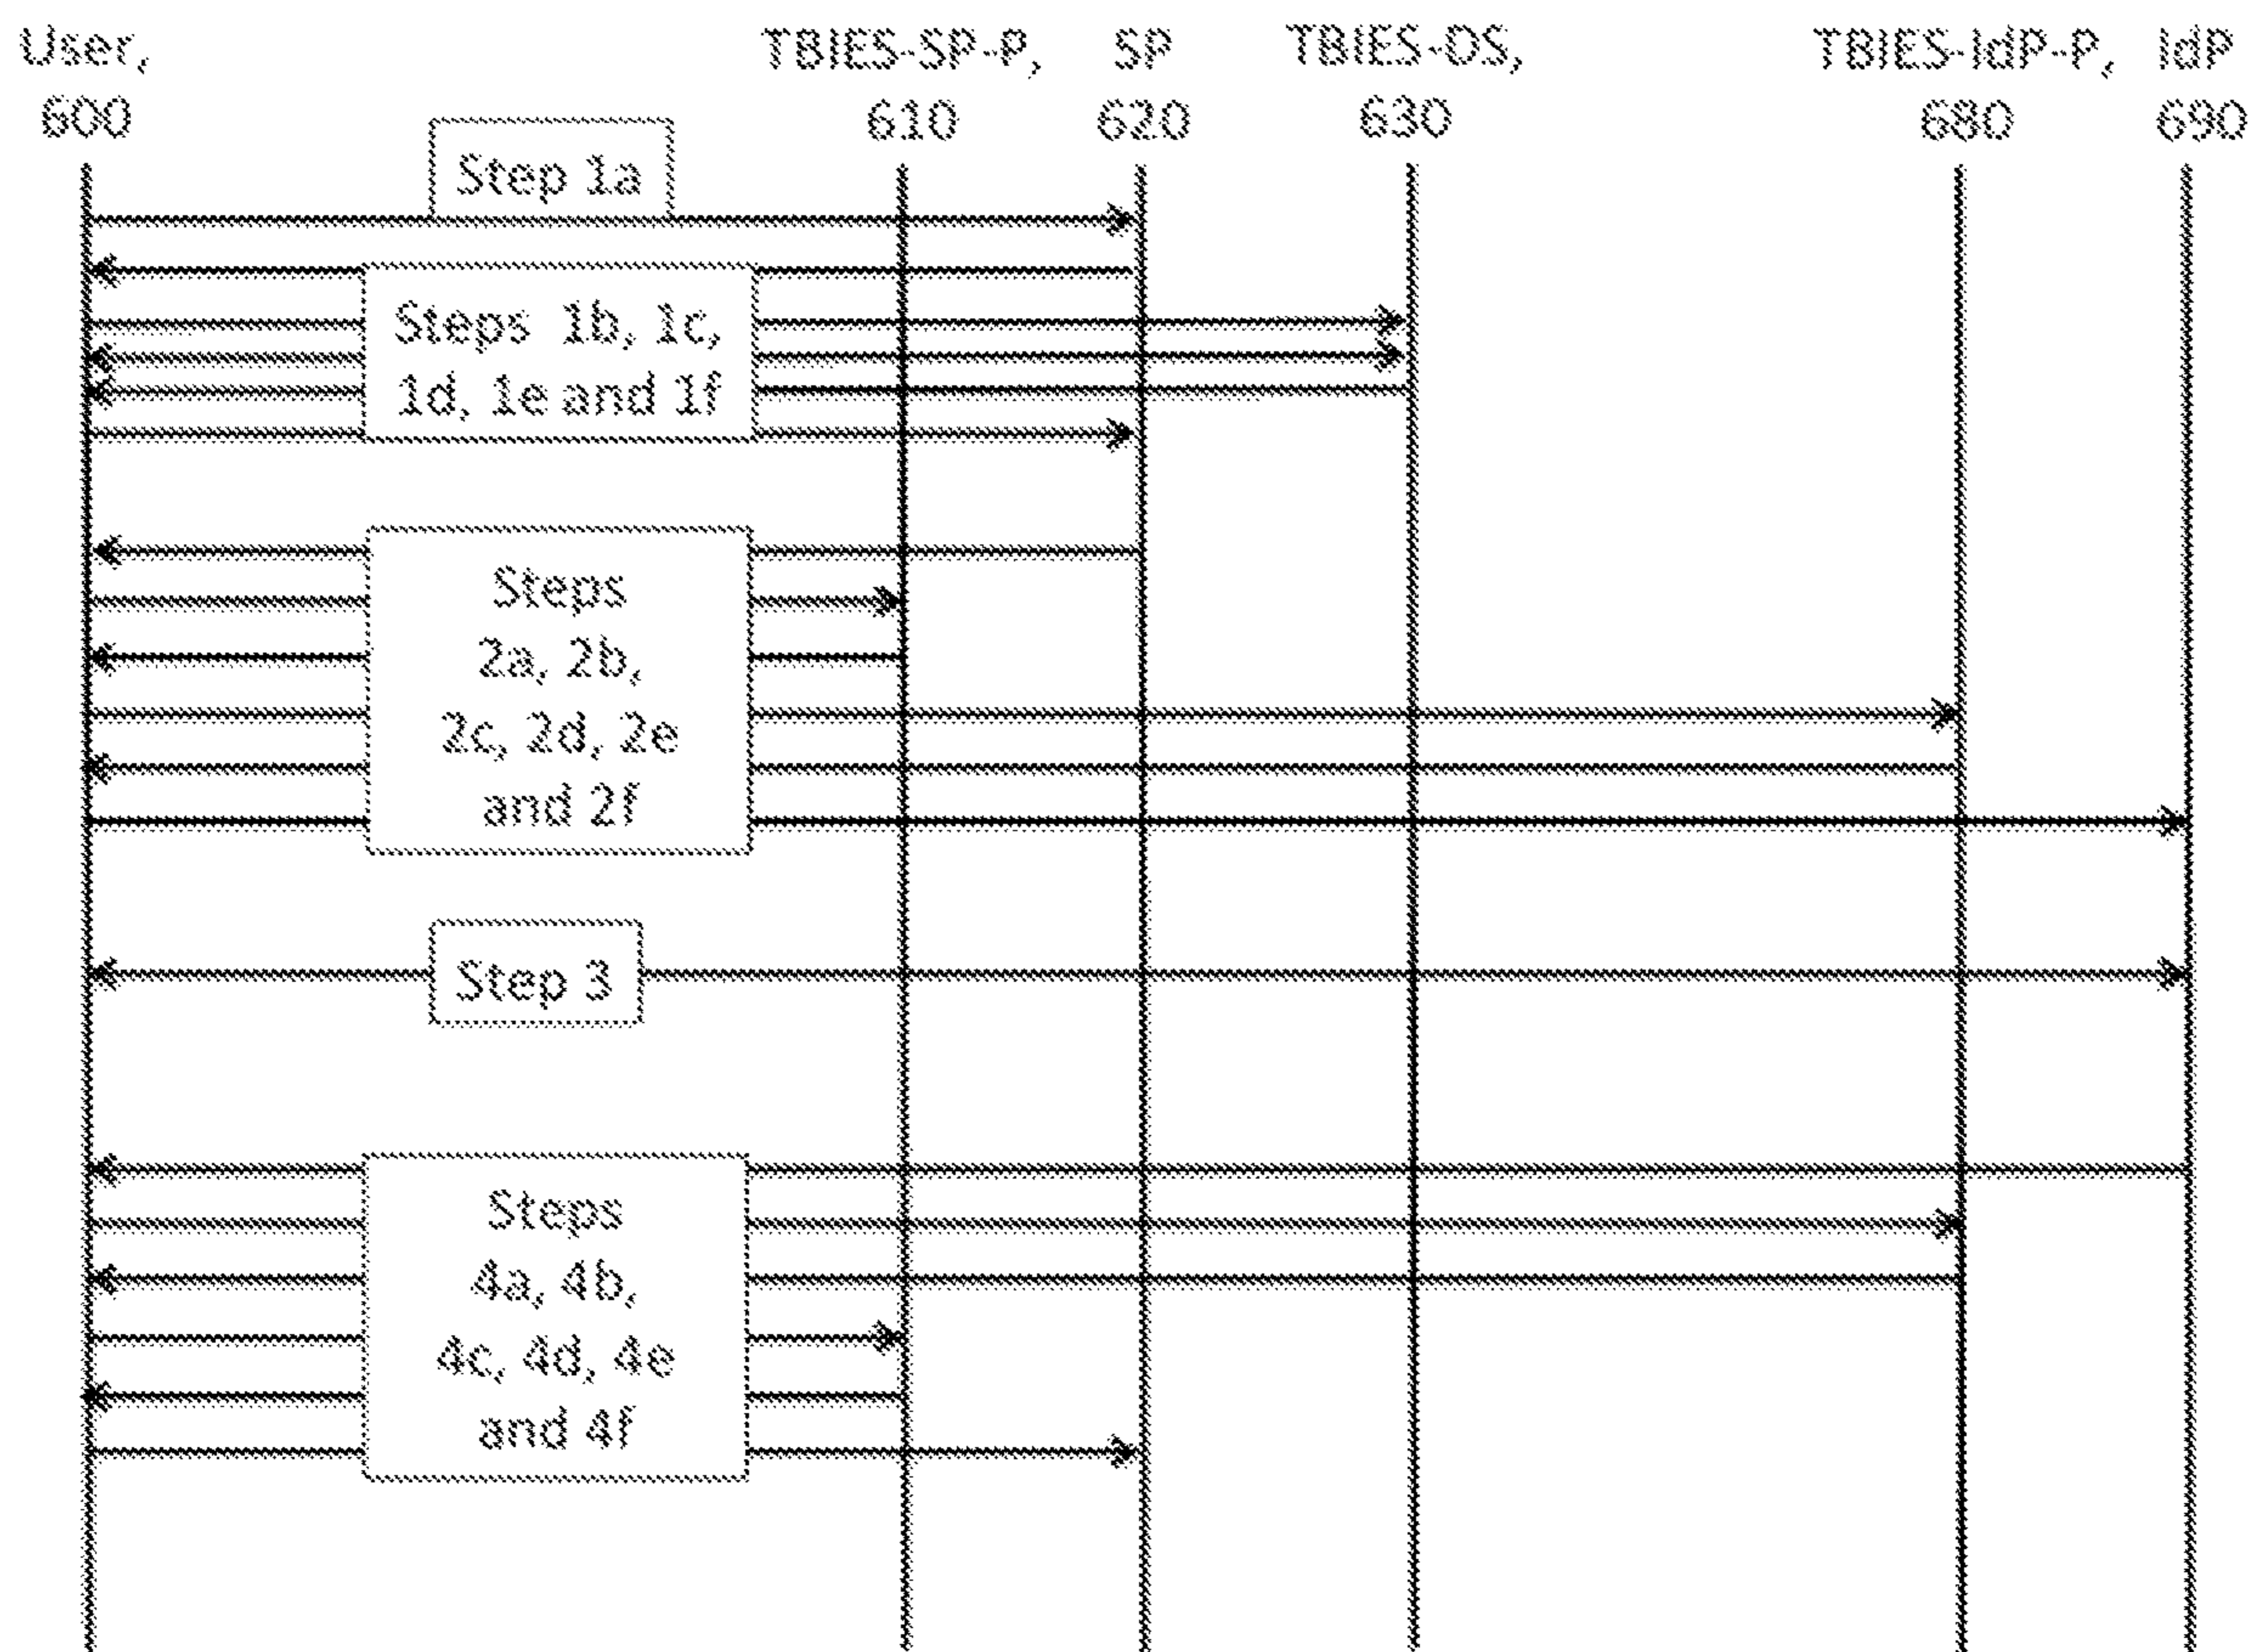 User, TBIES-SP-P, SP TBIES-DS, TBIES-IdP-P, IdP
600 610 620 630 680 690
Step 1a
Steps 1b, 1c,
1d, 1e and 1f
Steps
2a, 2b,
2c, 2d, 2e
and 2f
Step 3
Steps
4a, 4b,
4c, 4d, 4e
and 4f